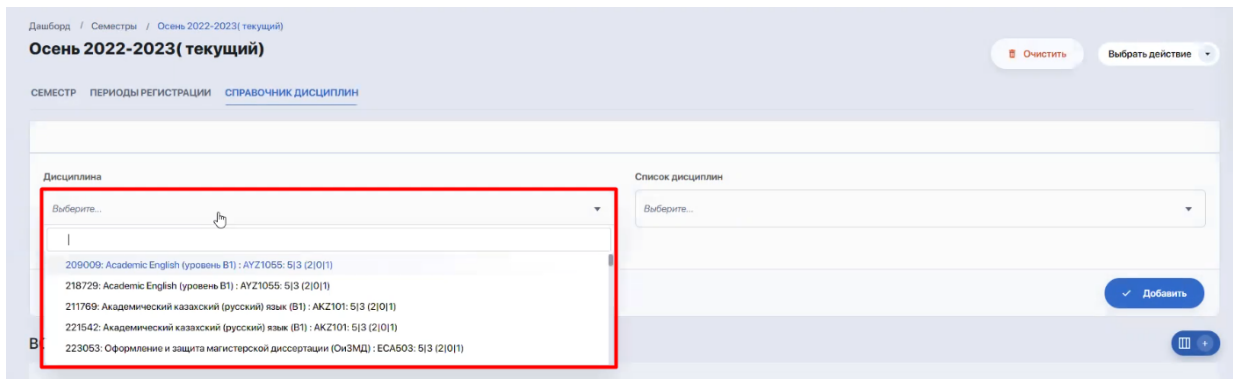 Дашборд / Семестры / Осень 2022-2023( текущий)
Осень 2022-2023( текущий)
Очистить
Выбрать действие
СЕМЕСТР ПЕРИОДЫ РЕГИСТРАЦИИ СПРАВОЧНИК ДИСЦИПЛИН
Дисциплина
Список дисциплин
Выберите...
Выберите...
209009: Academic English (уровень B1) : AYZ1055: 5|3 (2|0|1)
218729: Academic English (уровень B1) : AYZ1055: 5|3 (2|0|1)
211769: Академический казахский (русский) язык (B1) : AKZ101: 5|3 (2|0|1)
221542: Академический казахский (русский) язык (B1) : AKZ101: 5|3 (2|0|1)
223053: Оформление и защита магистерской диссертации (ОиЗМД) : ECA503: 5|3 (2|0|1)
Добавить